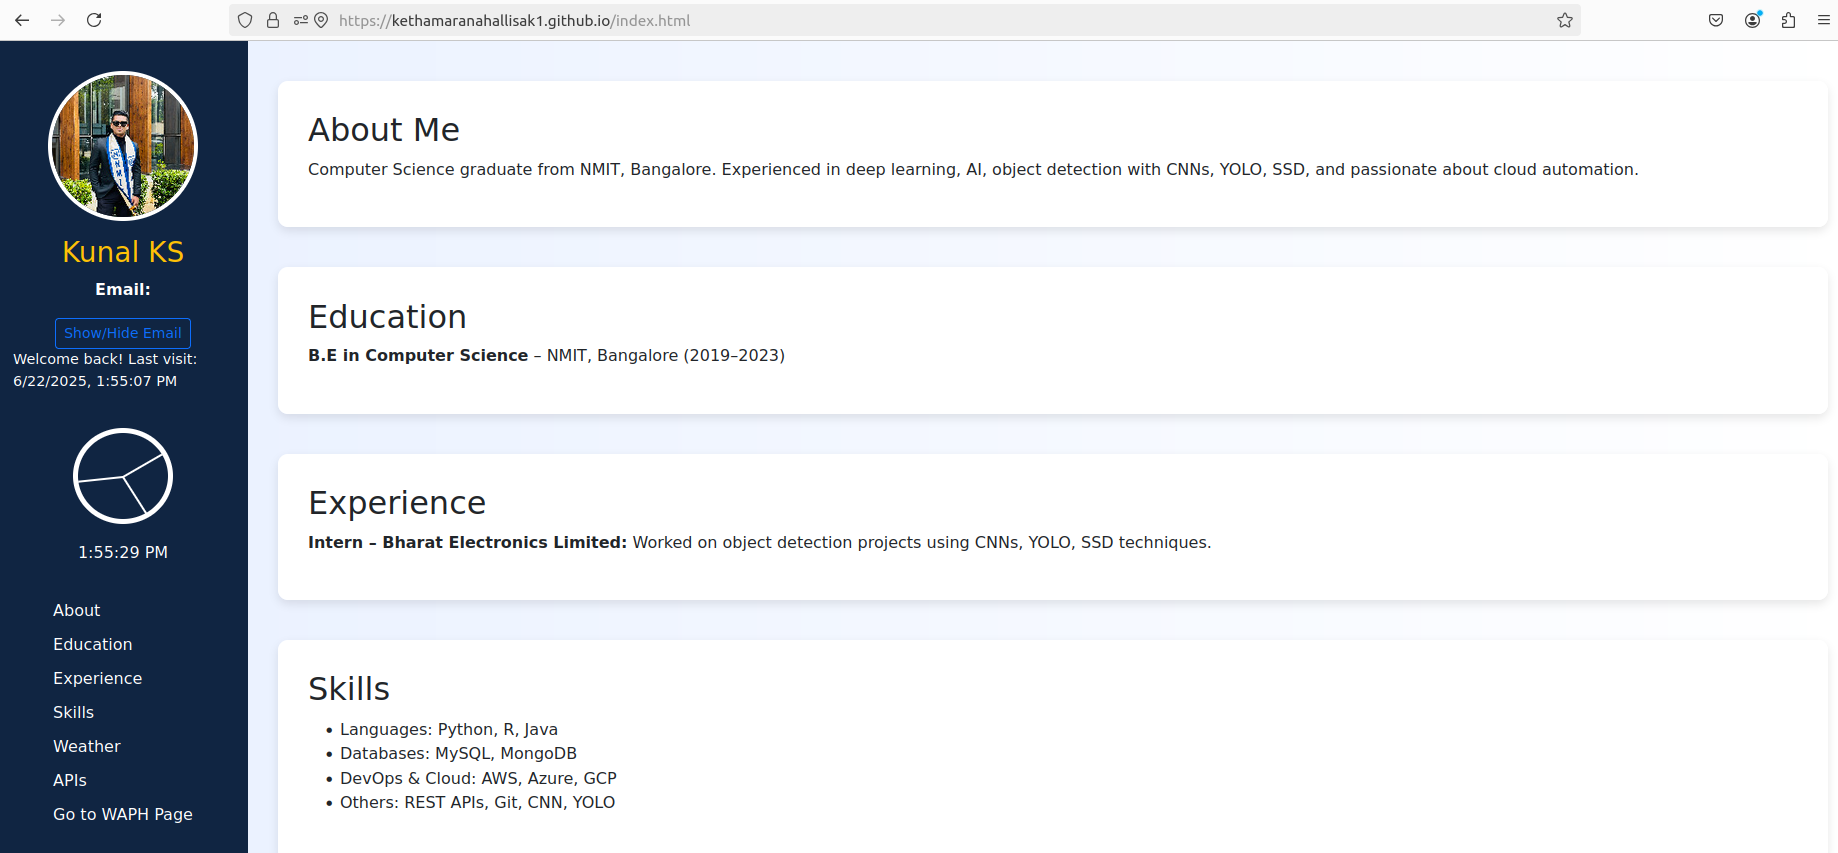 https://kethamaranahallisak1.github.io/index.html
Kunal KS
Email:
Show/Hide Email
Welcome back! Last visit:
6/22/2025, 1:55:07 PM
1:55:29 PM
About
Education
Experience
Skills
Weather
APIs
Go to WAPH Page
About Me
Computer Science graduate from NMIT, Bangalore. Experienced in deep learning, AI, object detection with CNNs, YOLO, SSD, and passionate about cloud automation.
Education
B.E in Computer Science – NMIT, Bangalore (2019–2023)
Experience
Intern – Bharat Electronics Limited: Worked on object detection projects using CNNs, YOLO, SSD techniques.
Skills
• Languages: Python, R, Java
• Databases: MySQL, MongoDB
• DevOps & Cloud: AWS, Azure, GCP
• Others: REST APIs, Git, CNN, YOLO